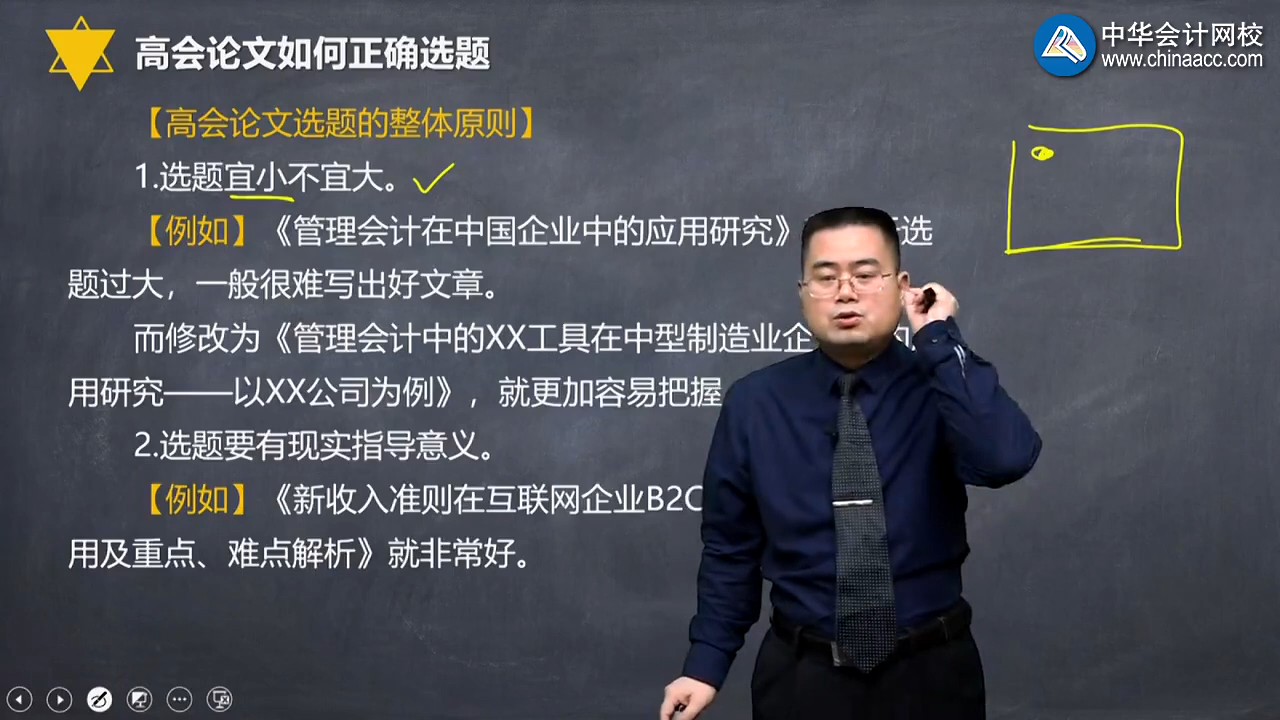 高会论文如何正确选题
中华会计网校
www.chinaacc.com
【高会论文选题的整体原则】
1.选题宜小不宜大。
【例如】《管理会计在中国企业中的应用研究》 选
题过大，一般很难写出好文章。
而修改为《管理会计中的XX工具在中型制造业企
用研究——以XX公司为例》，就更加容易把握
2.选题要有现实指导意义。
【例如】《新收入准则在互联网企业B2C
用及重点、难点解析》就非常好。